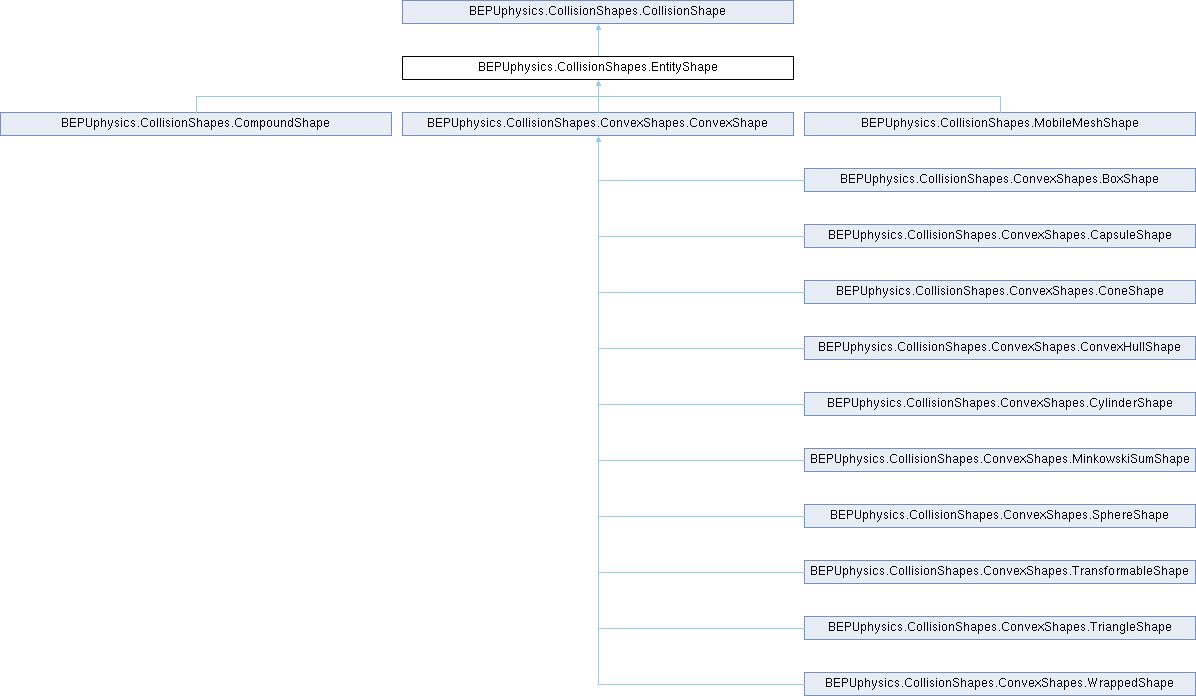 BEPUphysics.CollisionShapes.CollisionShape
BEPUphysics.CollisionShapes.EntityShape
BEPUphysics.CollisionShapes.CompoundShape
BEPUphysics.CollisionShapes.ConvexShapes.ConvexShape
BEPUphysics.CollisionShapes.MobileMeshShape
BEPUphysics.CollisionShapes.ConvexShapes.BoxShape
BEPUphysics.CollisionShapes.ConvexShapes.CapsuleShape
BEPUphysics.CollisionShapes.ConvexShapes.ConeShape
BEPUphysics.CollisionShapes.ConvexShapes.ConvexHullShape
BEPUphysics.CollisionShapes.ConvexShapes.CylinderShape
BEPUphysics.CollisionShapes.ConvexShapes.MinkowskiSumShape
BEPUphysics.CollisionShapes.ConvexShapes.SphereShape
BEPUphysics.CollisionShapes.ConvexShapes.TransformableShape
BEPUphysics.CollisionShapes.ConvexShapes.TriangleShape
BEPUphysics.CollisionShapes.ConvexShapes.WrappedShape